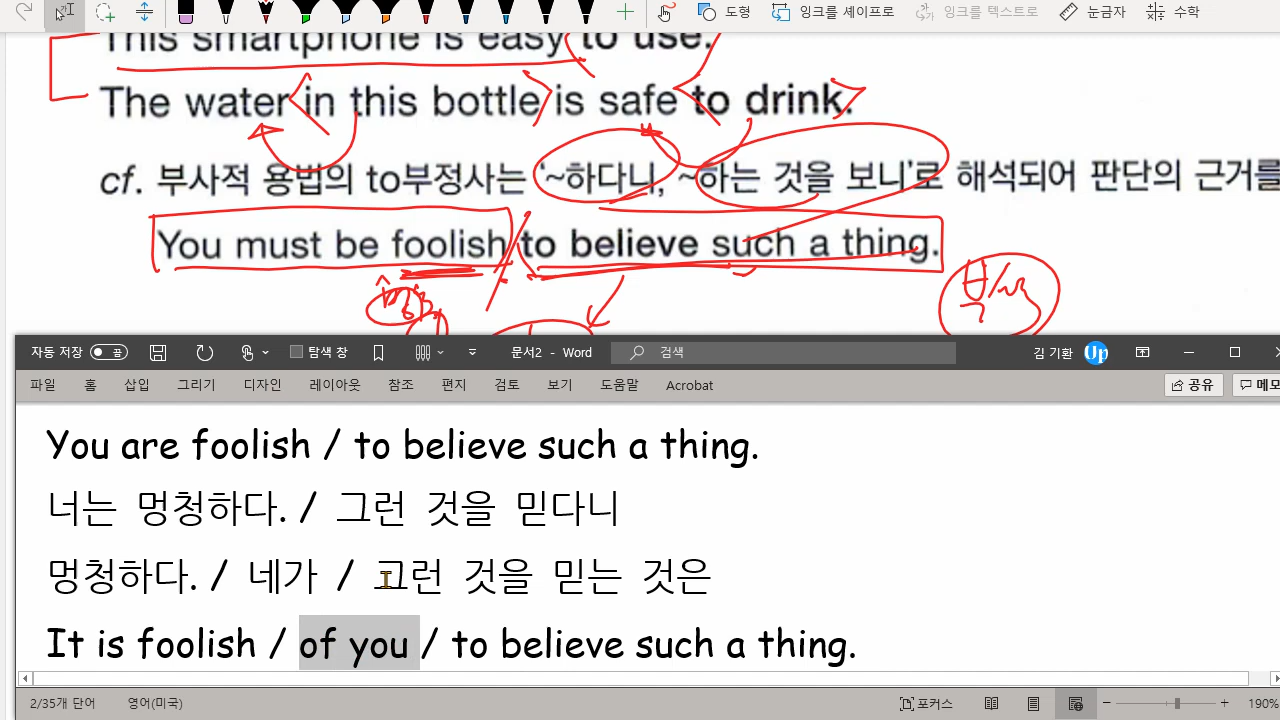 도형 잉크를 셰이프로 잉크를 텍스트로 눈금자 수학
This smartphone is easy to use.
The water in this bottle is safe to drink.
cf. 부사적 용법의 to부정사는 '~하다니, ~하는 것을 보니'로 해석되어 판단의 근거를
You must be foolish / to believe such a thing.
자동 저장 끔 탐색 창 문서2 - Word 검색 김 기환 Up
파일 홈 삽입 그리기 디자인 레이아웃 참조 편지 검토 보기 도움말 Acrobat 공유 메모
You are foolish / to believe such a thing.
너는 멍청하다. / 그런 것을 믿다니
멍청하다. / 네가 / 그런 것을 믿는 것은
It is foolish / of you / to believe such a thing.
2/35개 단어 영어(미국) 포커스 190%